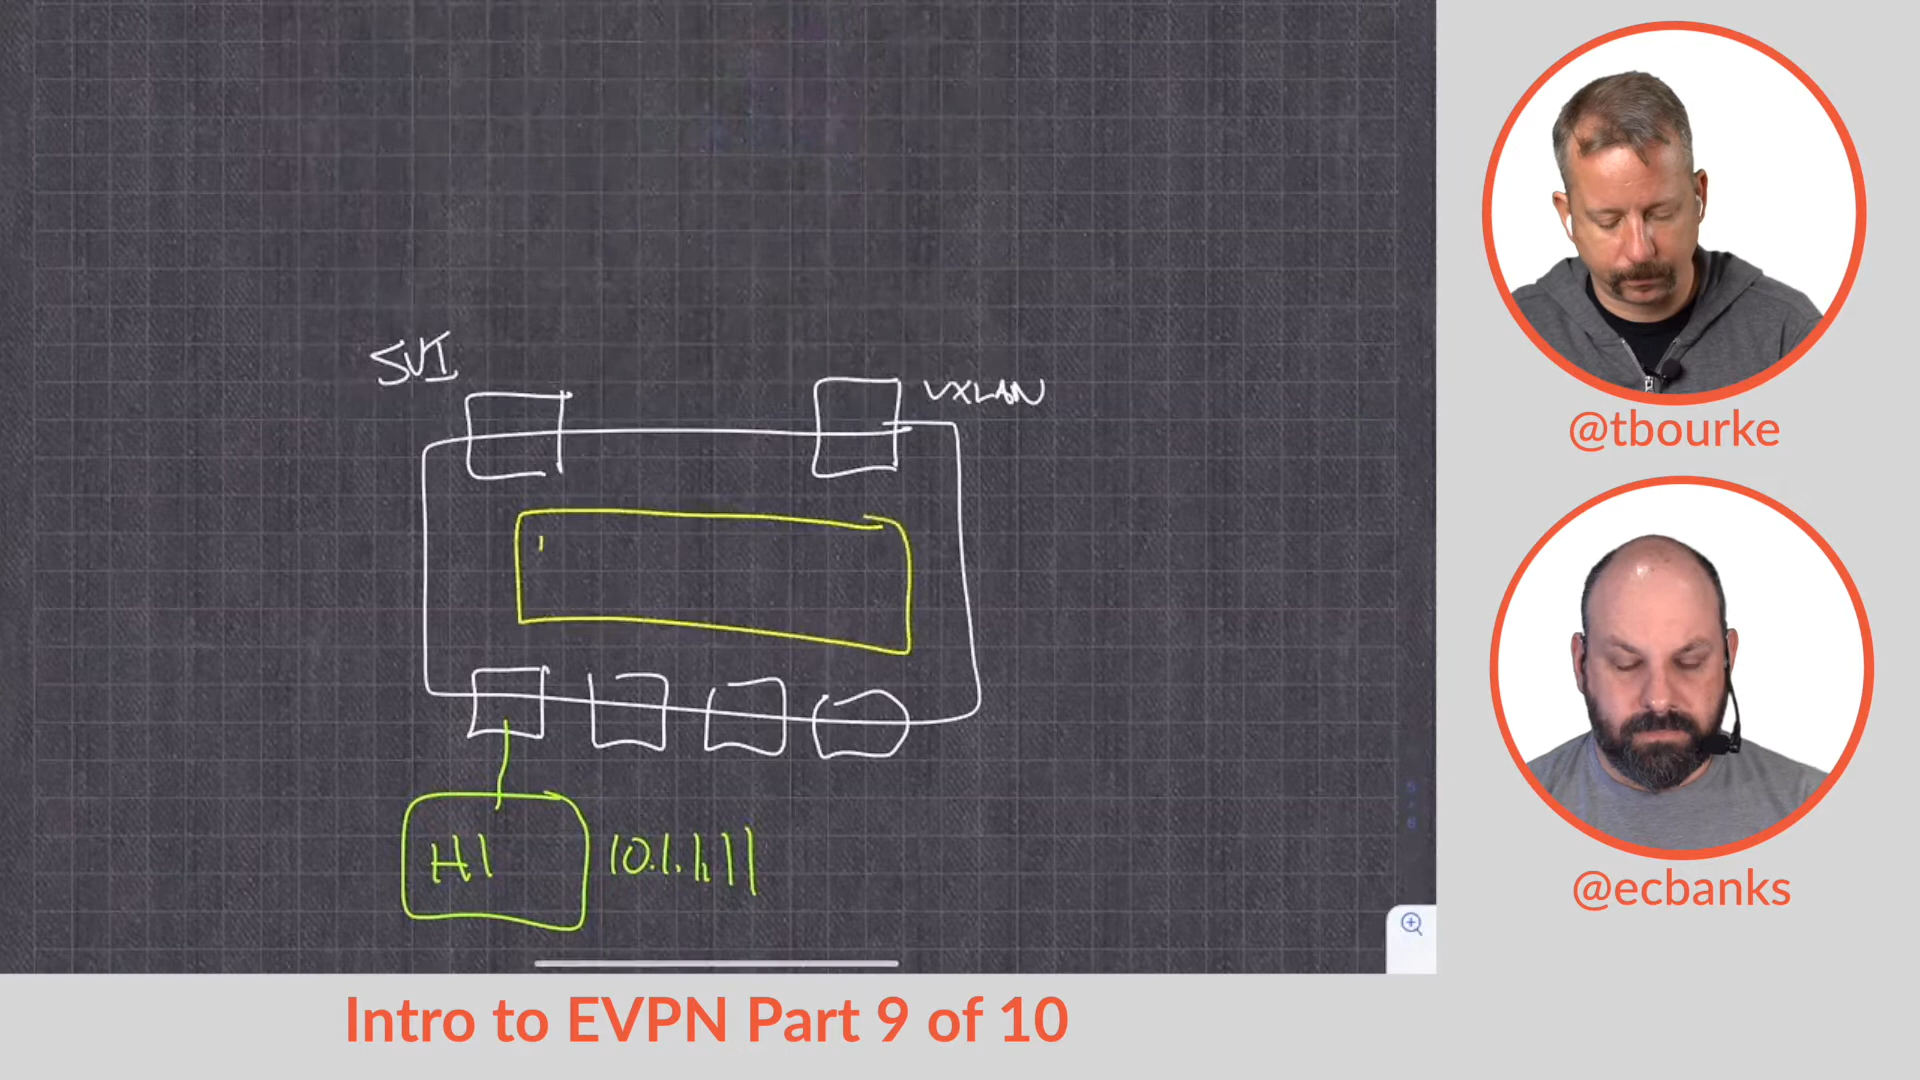 SVI
VXLAN
H1
10.1.1.11
@tbourke
@ecbanks
Intro to EVPN Part 9 of 10